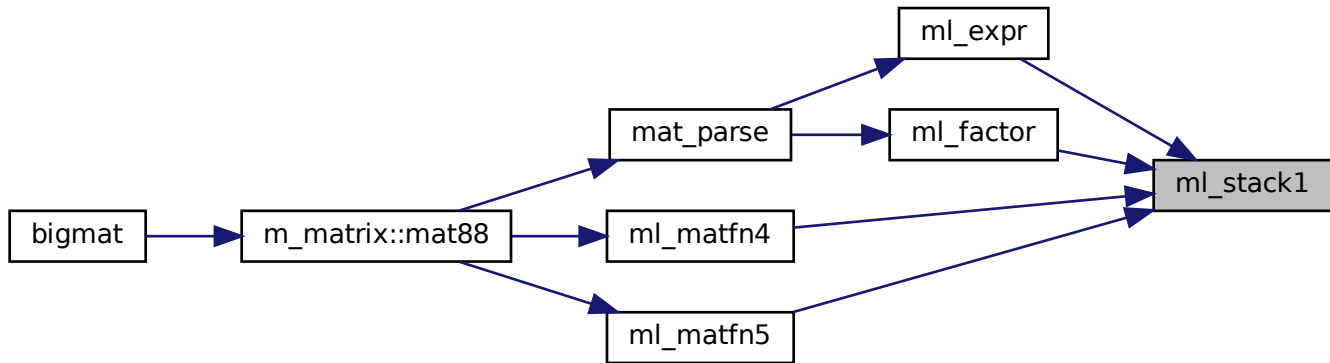 ml_expr
mat_parse
ml_factor
ml_stack1
bigmat
m_matrix::mat88
ml_matfn4
ml_matfn5